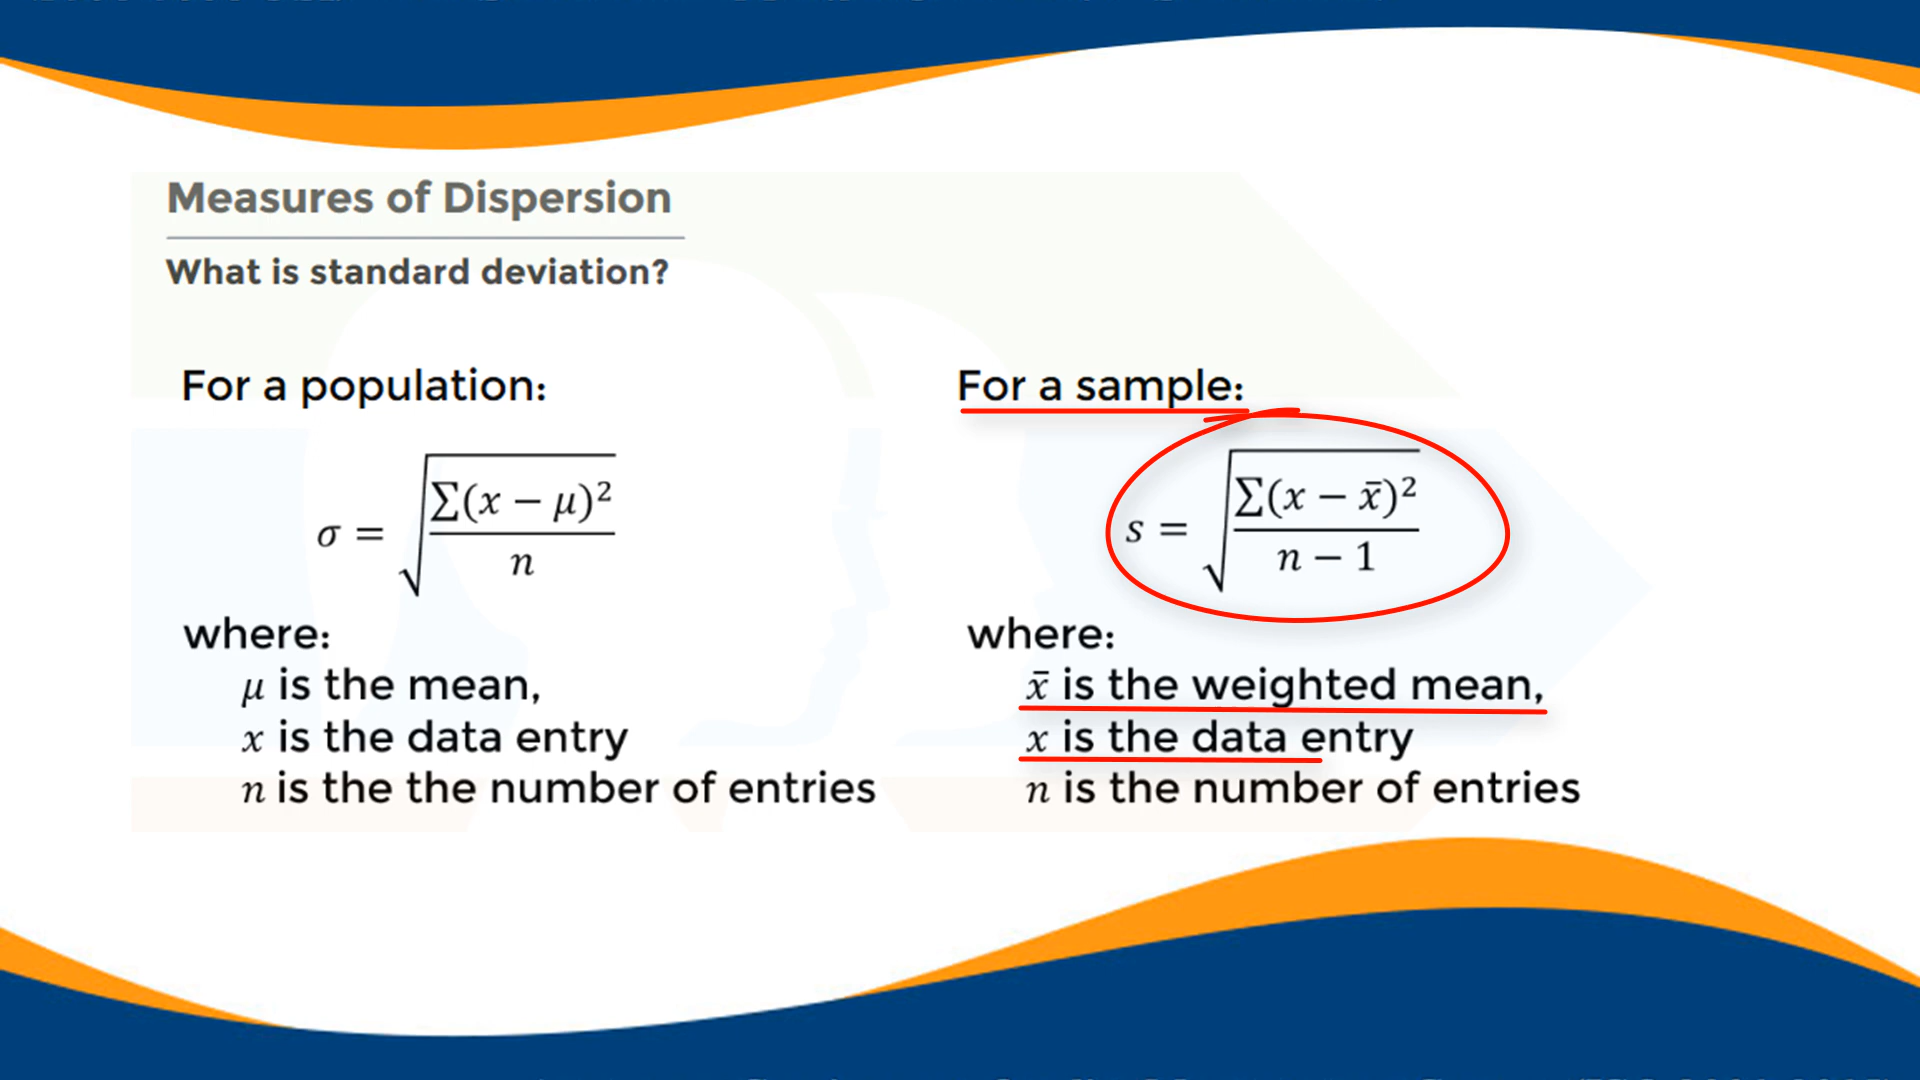 Measures of Dispersion
What is standard deviation?
For a population:
σ = √(∑(x − μ)² / n)
where:
μ is the mean,
x is the data entry
n is the the number of entries
For a sample:
s = √(∑(x − x̄)² / n − 1)
where:
x̄ is the weighted mean,
x is the data entry
n is the number of entries